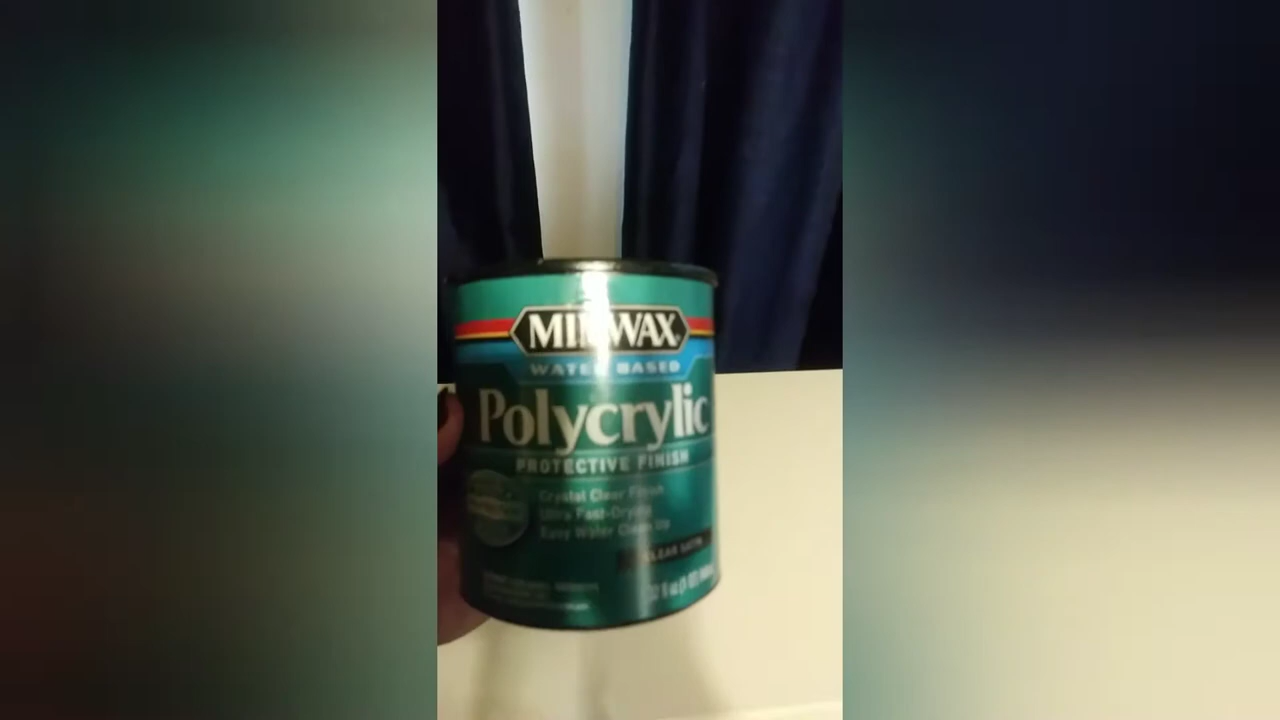 MINWAX
WATER BASED
Polycrylic
PROTECTIVE FINISH
Crystal Clear Finish
Ultra Fast-Drying
Easy Water Clean Up
CLEAR SATIN